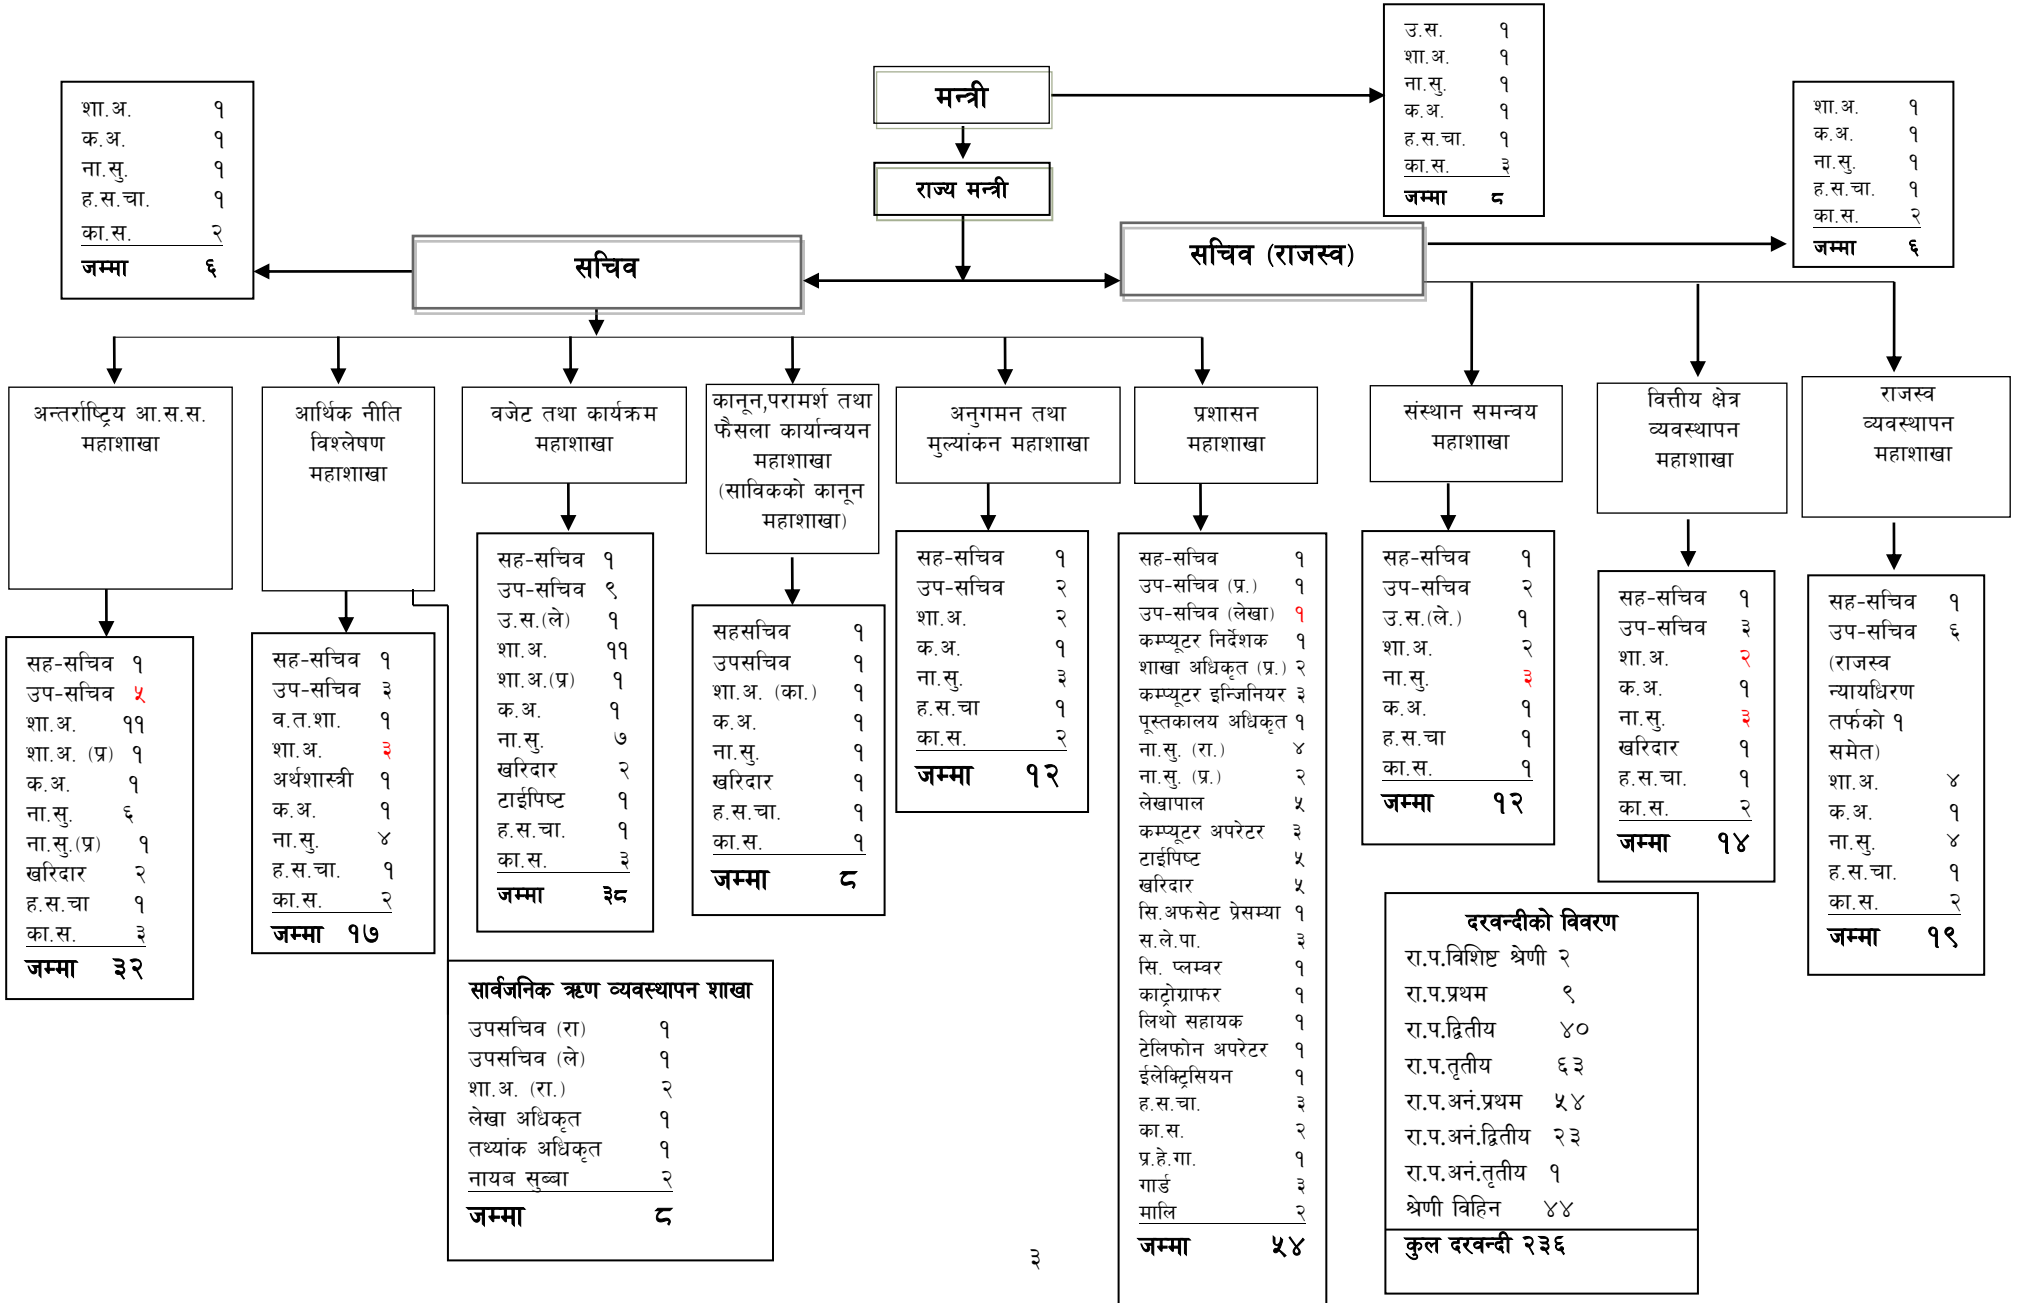 मन्त्री
राज्य मन्त्री
उ.स. १
शा.अ. १
ना.सु. १
क.अ. १
ह.स.चा. १
का.स. ३
जम्मा ८
शा.अ. १
क.अ. १
ना.सु. १
ह.स.चा. १
का.स. २
जम्मा ६
सचिव
सचिव (राजस्व)
शा.अ. १
क.अ. १
ना.सु. १
ह.स.चा. १
का.स. २
जम्मा ६
अन्तर्राष्ट्रिय आ.स.स.
महाशाखा
आर्थिक नीति
विश्लेषण
महाशाखा
वजेट तथा कार्यक्रम
महाशाखा
कानून,परामर्श तथा
फैसला कार्यान्वयन
महाशाखा
(साविकको कानून
महाशाखा)
अनुगमन तथा
मुल्यांकन महाशाखा
प्रशासन
महाशाखा
संस्थान समन्वय
महाशाखा
वित्तीय क्षेत्र
व्यवस्थापन
महाशाखा
राजस्व
व्यवस्थापन
महाशाखा
सह-सचिव १
उप-सचिव ५
शा.अ. ११
शा.अ. (प्र) १
क.अ. १
ना.सु. ६
ना.सु.(प्र) १
खरिदार २
ह.स.चा १
का.स. ३
जम्मा ३२
सह-सचिव १
उप-सचिव ३
व.त.शा. १
शा.अ. ३
अर्थशास्त्री १
क.अ. १
ना.सु. ४
ह.स.चा. १
का.स. २
जम्मा १७
सह-सचिव १
उप-सचिव ९
उ.स.(ले) १
शा.अ. ११
शा.अ.(प्र) १
क.अ. १
ना.सु. ७
खरिदार २
टाईपिष्ट १
ह.स.चा. १
का.स. ३
जम्मा ३८
सहसचिव १
उपसचिव १
शा.अ. (का.) १
क.अ. १
ना.सु. १
खरिदार १
ह.स.चा. १
का.स. १
जम्मा ८
सह-सचिव १
उप-सचिव २
शा.अ. २
क.अ. १
ना.सु. ३
ह.स.चा १
का.स. २
जम्मा १२
सह-सचिव १
उप-सचिव (प्र.) १
उप-सचिव (लेखा) १
कम्प्यूटर निर्देशक १
शाखा अधिकृत (प्र.) २
कम्प्यूटर इन्जिनियर ३
पूस्तकालय अधिकृत १
ना.सु. (रा.) ४
ना.सु. (प्र.) २
लेखापाल ५
कम्प्यूटर अपरेटर ३
टाईपिष्ट ५
खरिदार ५
सि.अफसेट प्रेसम्या १
स.ले.पा. ३
सि. प्लम्वर १
काट्रोग्राफर १
लिथो सहायक १
टेलिफोन अपरेटर १
ईलेक्ट्रिसियन १
ह.स.चा. ३
का.स. २
प्र.हे.गा. १
गार्ड ३
मालि २
जम्मा ५४
सह-सचिव १
उप-सचिव २
उ.स.(ले.) १
शा.अ. २
ना.सु. ३
क.अ. १
ह.स.चा १
का.स. १
जम्मा १२
सह-सचिव १
उप-सचिव ३
शा.अ. २
क.अ. १
ना.सु. ३
खरिदार १
ह.स.चा. १
का.स. २
जम्मा १४
सह-सचिव १
उप-सचिव ६
(राजस्व
न्यायधिरण
तर्फको १
समेत)
शा.अ. ४
क.अ. १
ना.सु. ४
ह.स.चा. १
का.स. २
जम्मा १९
सार्वजनिक ऋण व्यवस्थापन शाखा
उपसचिव (रा) १
उपसचिव (ले) १
शा.अ. (रा.) २
लेखा अधिकृत १
तथ्यांक अधिकृत १
नायब सुब्बा २
जम्मा ८
दरवन्दीको विवरण
रा.प.विशिष्ट श्रेणी २
रा.प.प्रथम ९
रा.प.द्वितीय ४०
रा.प.तृतीय ६३
रा.प.अनं.प्रथम ५४
रा.प.अनं.द्वितीय २३
रा.प.अनं.तृतीय १
श्रेणी विहिन ४४
कुल दरवन्दी २३६
३